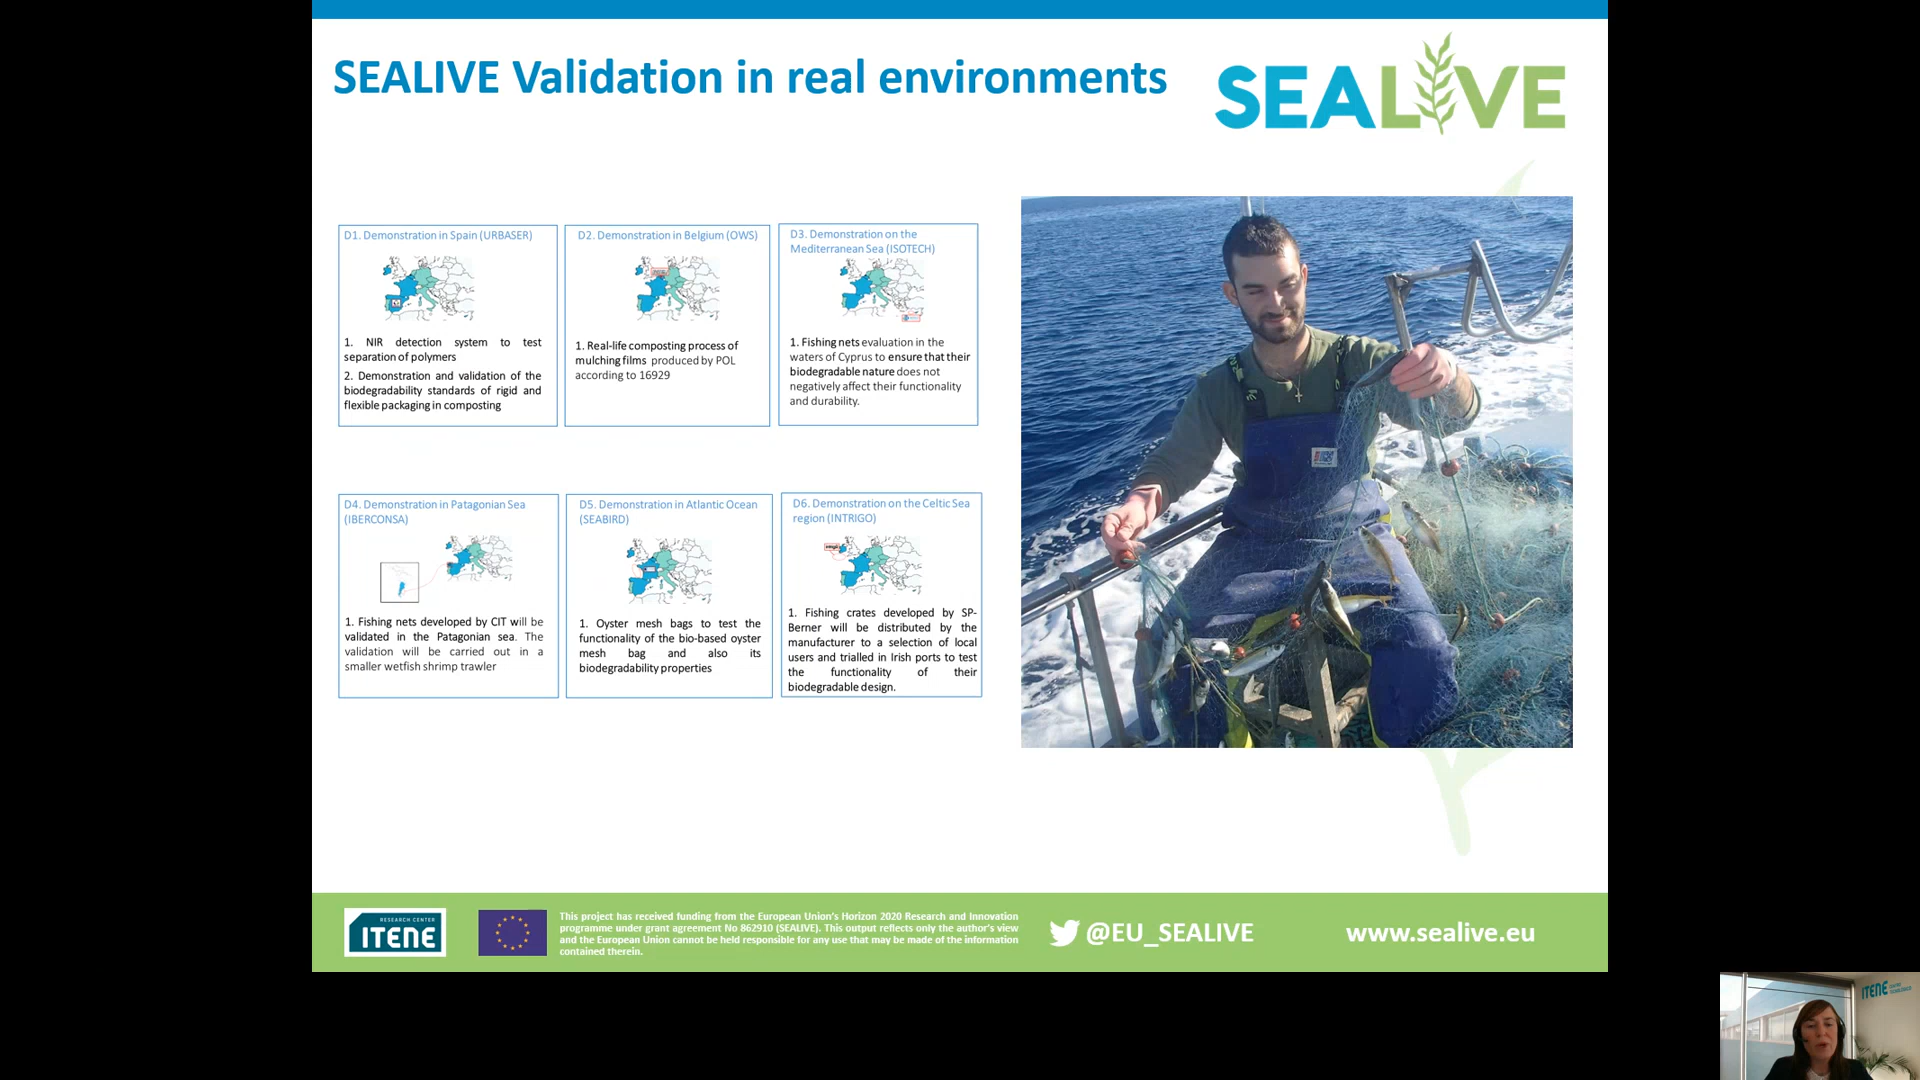 SEALIVE Validation in real environments
SEALIVE
D1. Demonstration in Spain (URBASER)
1. NIR detection system to test
separation of polymers
2. Demonstration and validation of the
biodegradability standards of rigid and
flexible packaging in composting
D2. Demonstration in Belgium (OWS)
1. Real-life composting process of
mulching films produced by POL
according to 16929
D3. Demonstration on the
Mediterranean Sea (ISOTECH)
1. Fishing nets evaluation in the
waters of Cyprus to ensure that their
biodegradable nature does not
negatively affect their functionality
and durability.
D4. Demonstration in Patagonian Sea
(IBERCONSA)
1. Fishing nets developed by CIT will be
validated in the Patagonian sea. The
validation will be carried out in a
smaller wetfish shrimp trawler
D5. Demonstration in Atlantic Ocean
(SEABIRD)
1. Oyster mesh bags to test the
functionality of the bio-based oyster
mesh bag and also its
biodegradability properties
D6. Demonstration on the Celtic Sea
region (INTRIGO)
1. Fishing crates developed by SP-
Berner will be distributed by the
manufacturer to a selection of local
users and trialled in Irish ports to test
the functionality of their
biodegradable design.
RESEARCH CENTER
ITENE
This project has received funding from the European Union's Horizon 2020 Research and Innovation
programme under grant agreement No 862910 (SEALIVE). This output reflects only the author's view
and the European Union cannot be held responsible for any use that may be made of the information
contained therein.
@EU_SEALIVE
www.sealive.eu
ITENE